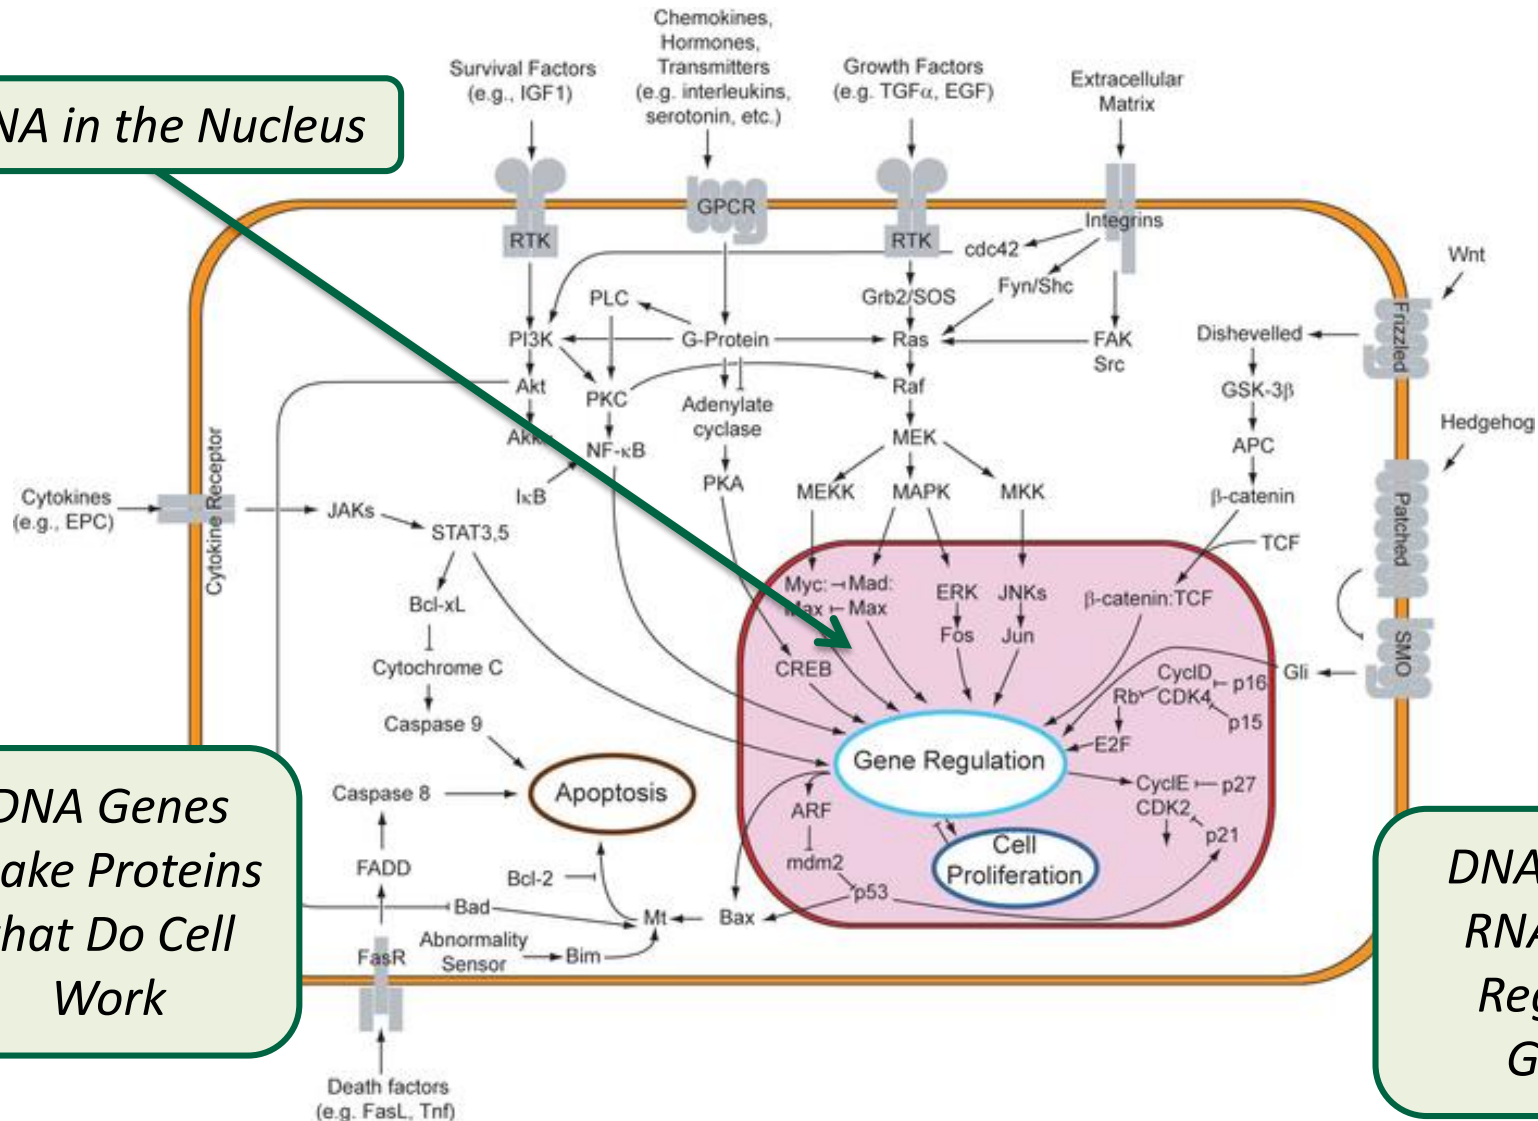 Chemokines,
Hormones,
Transmitters
(e.g. interleukins,
serotonin, etc.)
Survival Factors
(e.g., IGF1)
Growth Factors
(e.g. TGFα, EGF)
Extracellular
Matrix
NA in the Nucleus
GPCR
RTK
RTK
Integrins
cdc42
Wnt
Frizzled
PLC
Grb2/SOS
Fyn/Shc
PI3K
G-Protein
Ras
FAK
Src
Dishevelled
Akt
PKC
Adenylate
cyclase
Raf
GSK-3β
Hedgehog
NF-κB
MEK
APC
Cytokines
(e.g., EPC)
Cytokine Receptor
JAKs
STAT3,5
IκB
PKA
MEKK
MAPK
MKK
β-catenin
TCF
Patched
Myc: Mad:
Max Max
ERK
JNKs
β-catenin:TCF
Bcl-xL
Fos
Jun
SMO
Cytochrome C
CREB
CyclD
CDK4
p16
Gli
Rb
p15
Caspase 9
E2F
Gene Regulation
Caspase 8
Apoptosis
ARF
CyclE
CDK2
p27
p21
mdm2
Cell
Proliferation
FADD
Bcl-2
p53
Bad
Mt
Bax
Abnormality
Sensor
Bim
FasR
Death factors
(e.g. FasL, Tnf)
DNA Genes
ake Proteins
hat Do Cell
Work
DNA
RNA
Reg
G